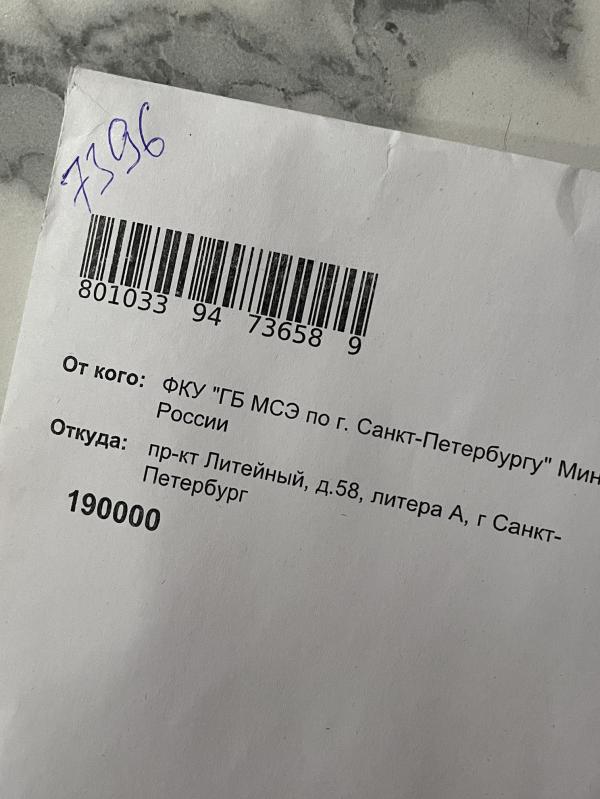 7396
801033 94 73658 9
От кого: ФКУ "ГБ МСЭ по г. Санкт-Петербургу" Мин
России
Откуда: пр-кт Литейный, д.58, литера А, г Санкт-
Петербург
190000